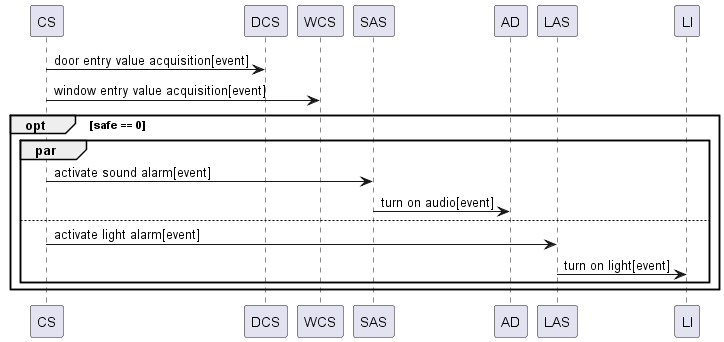 CS DCS WCS SAS AD LAS LI
door entry value acquisition[event]
window entry value acquisition[event]
opt [safe == 0]
par
activate sound alarm[event]
turn on audio[event]
activate light alarm[event]
turn on light[event]
CS DCS WCS SAS AD LAS LI